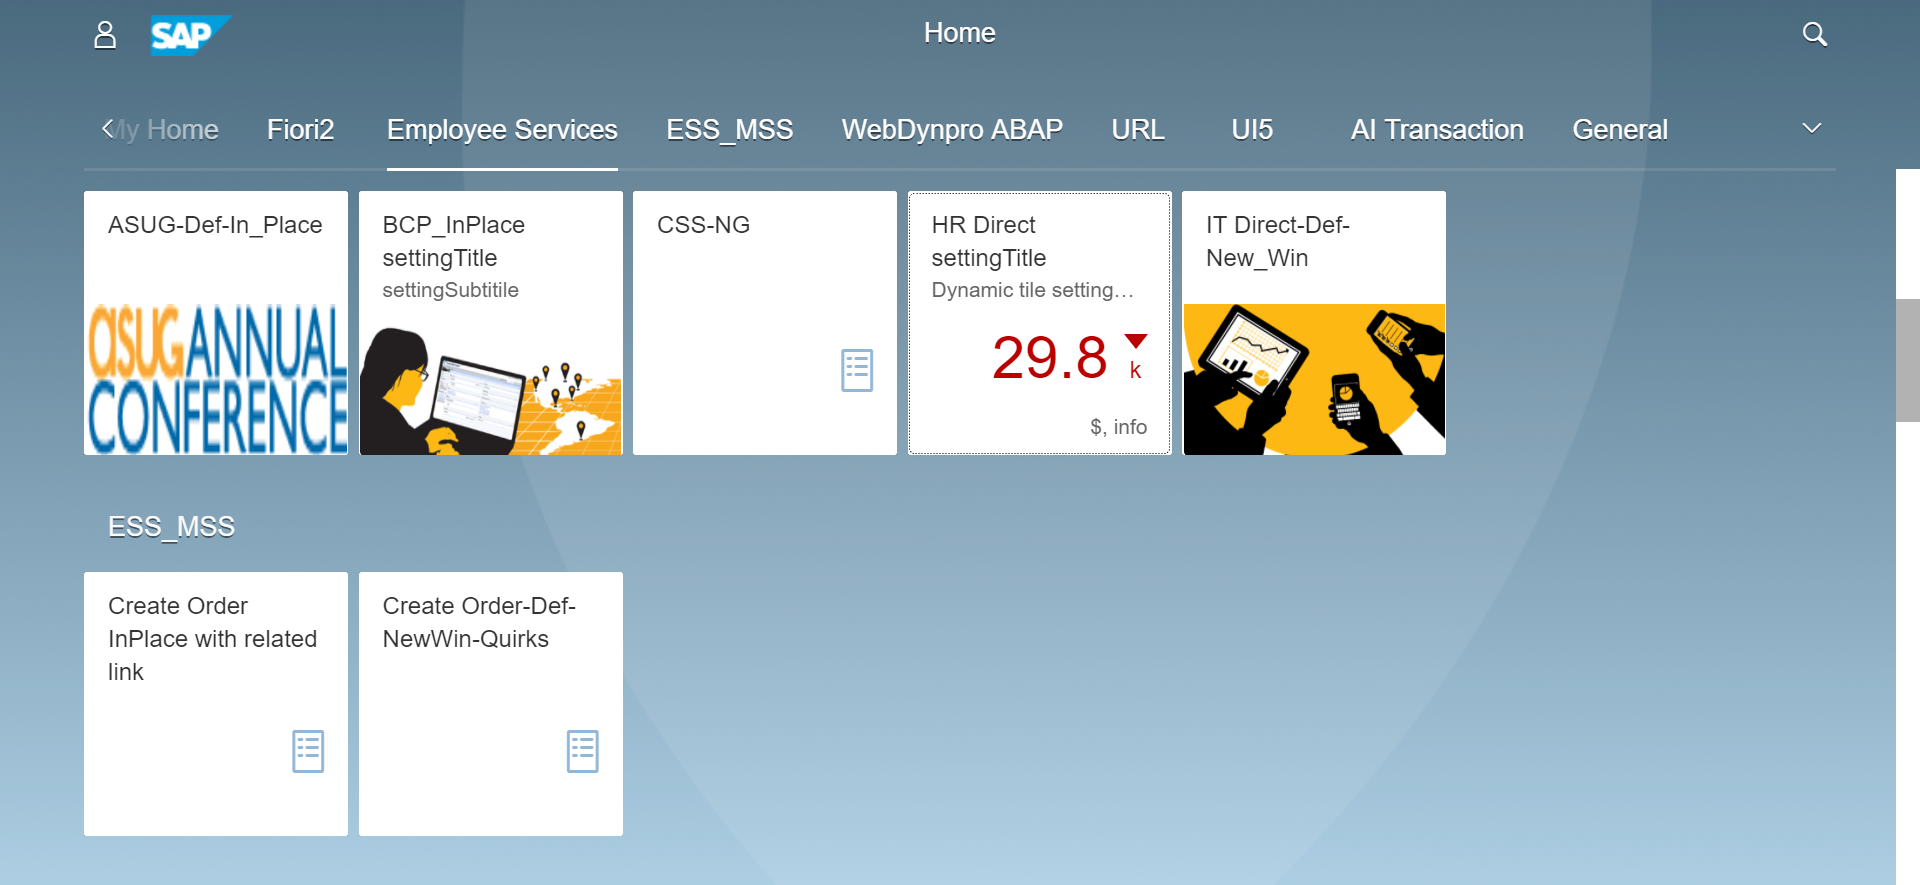 SAP
Home
My Home
Fiori2
Employee Services
ESS_MSS
WebDynpro ABAP
URL
UI5
AI Transaction
General
ASUG-Def-In_Place
asug ANNUAL
CONFERENCE
BCP_InPlace
settingTitle
settingSubtitile
CSS-NG
HR Direct
settingTitle
Dynamic tile setting…
29.8
k
$, info
IT Direct-Def-
New_Win
ESS_MSS
Create Order
InPlace with related
link
Create Order-Def-
NewWin-Quirks